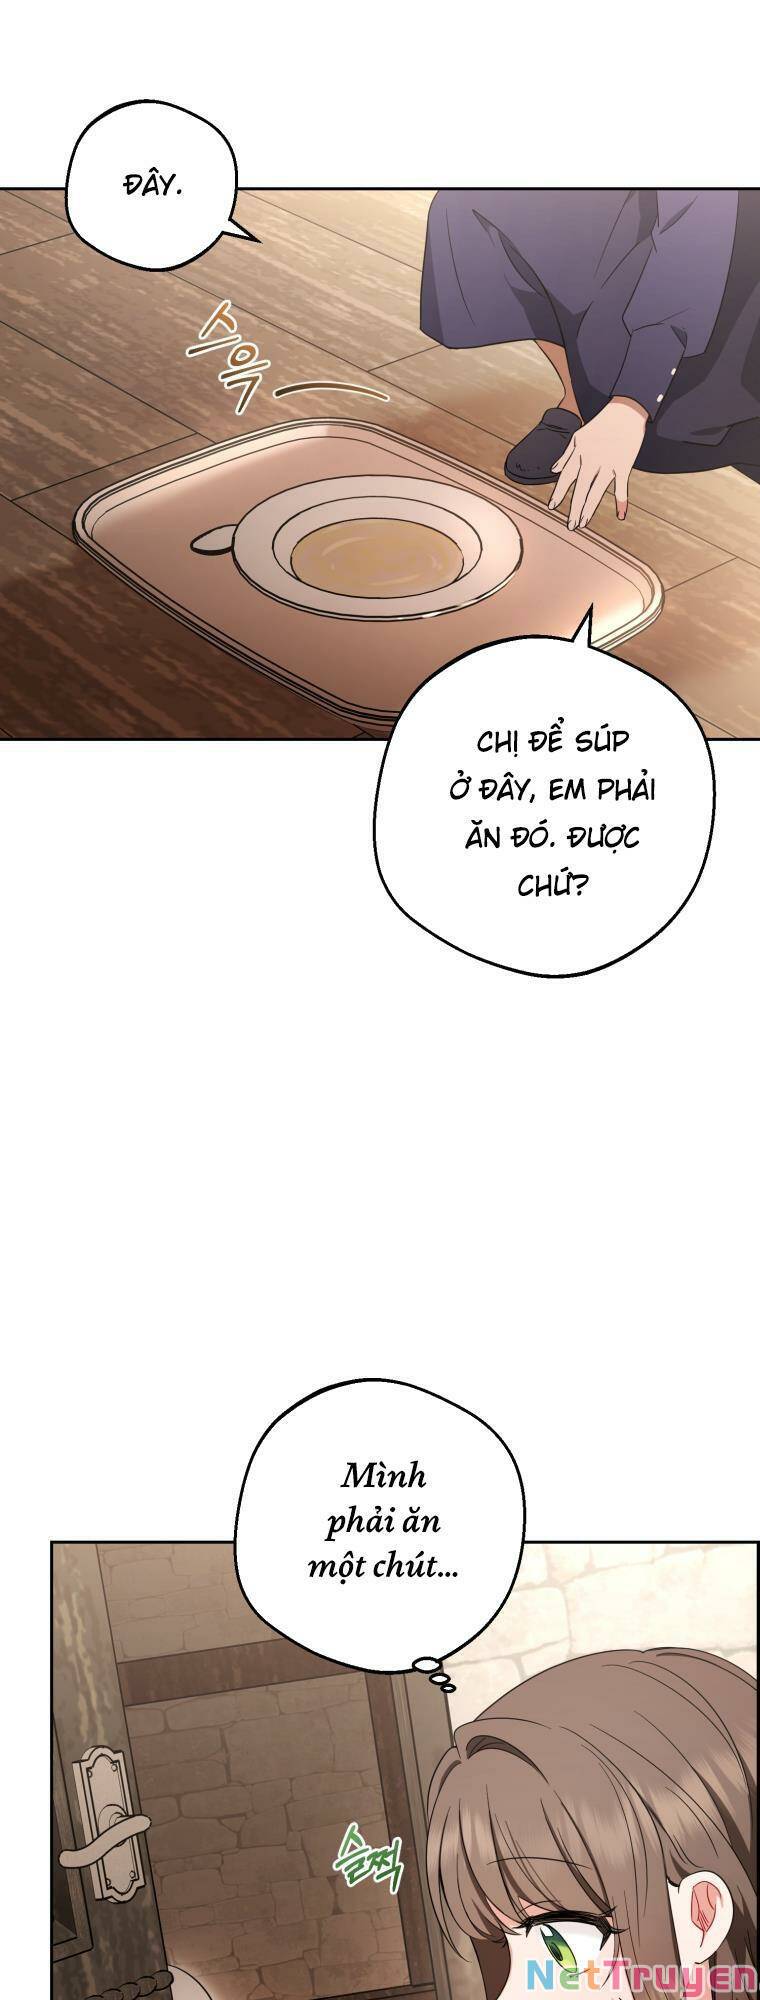 ĐÂY.
스윽
CHỊ ĐỂ SÚP
Ở ĐÂY, EM PHẢI
ĂN ĐÓ. ĐƯỢC
CHỨ?
Mình
phải ăn
một chút...
슬쩍
NetTruyen